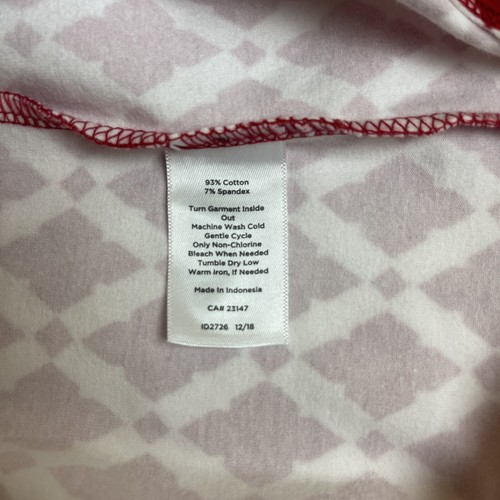 93% Cotton
7% Spandex
Turn Garment Inside
Out
Machine Wash Cold
Gentle Cycle
Only Non-Chlorine
Bleach When Needed
Tumble Dry Low
Warm Iron, If Needed
Made In Indonesia
CA# 23147
ID2726 12/18